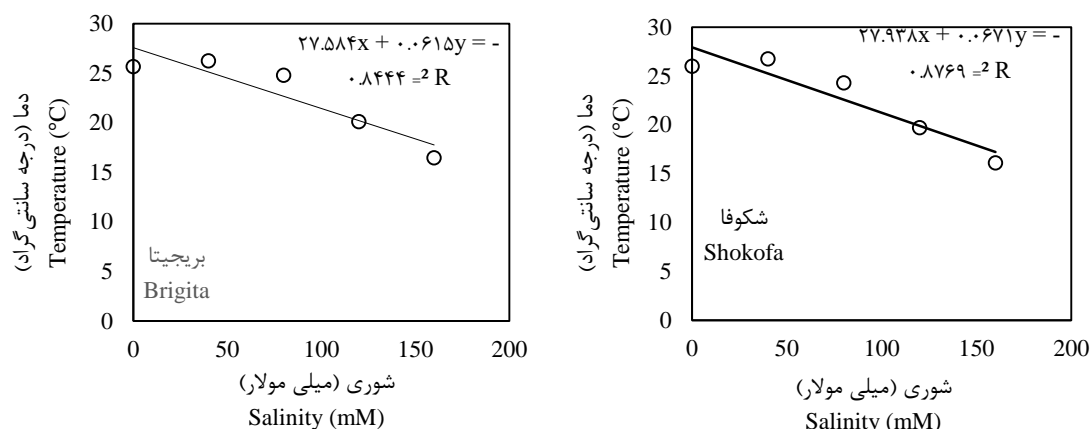 30
25
20
15
10
5
0
0
50
100
150
200
۲۷.۵۸۴x + ۰.۰۶۱۵y = -
۰.۸۴۴۴ =² R
دما (درجه سانتی گراد)
Temperature (°C)
بریجیتا
Brigita
شوری (میلی مولار)
Salinity (mM)
30
25
20
15
10
5
0
0
50
100
150
200
۲۷.۹۳۸x + ۰.۰۶۷۱y = -
۰.۸۷۶۹ =² R
دما (درجه سانتی گراد)
Temperature (°C)
شکوفا
Shokofa
شوری (میلی مولار)
Salinity (mM)